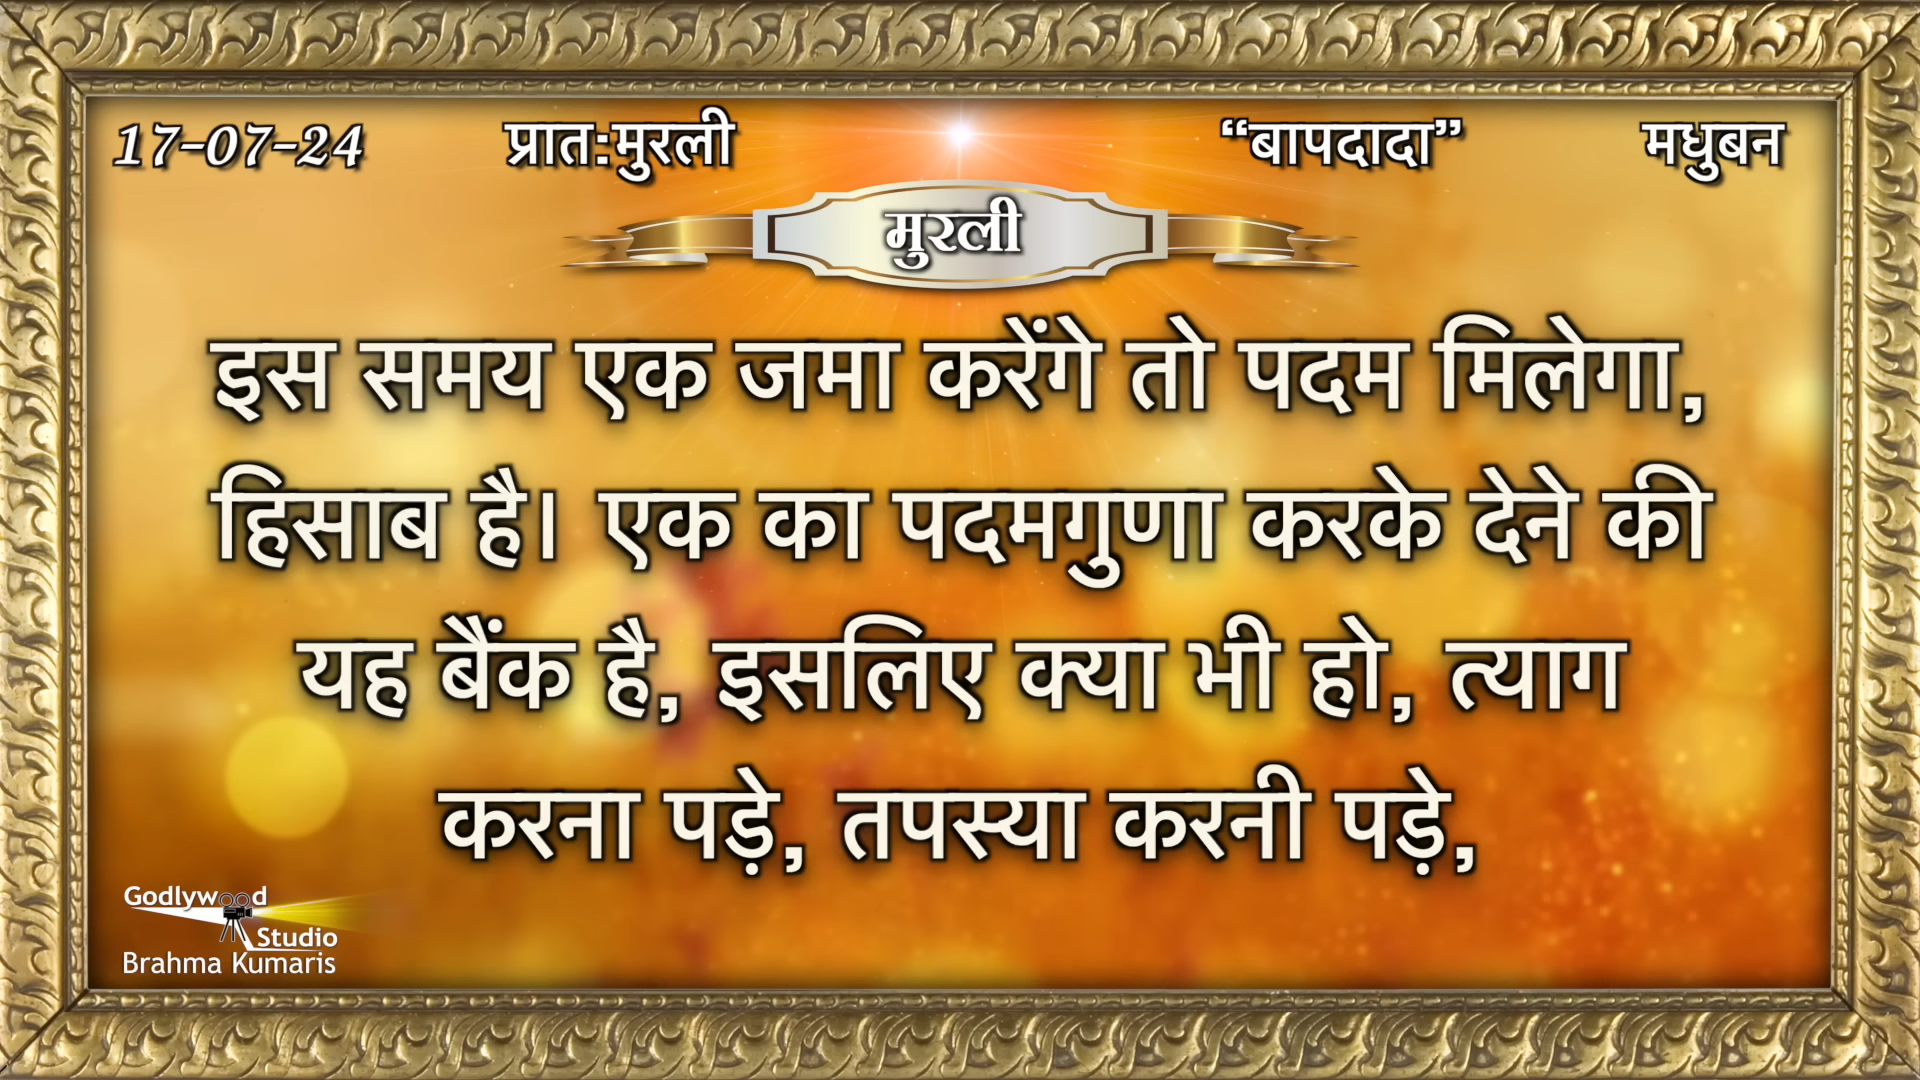 17-07-24 प्रात:मुरली “बापदादा” मधुबन
मुरली
इस समय एक जमा करेंगे तो पदम मिलेगा,
हिसाब है। एक का पदमगुणा करके देने की
यह बैंक है, इसलिए क्या भी हो, त्याग
करना पड़े, तपस्या करनी पड़े,
Godlywood
Studio
Brahma Kumaris